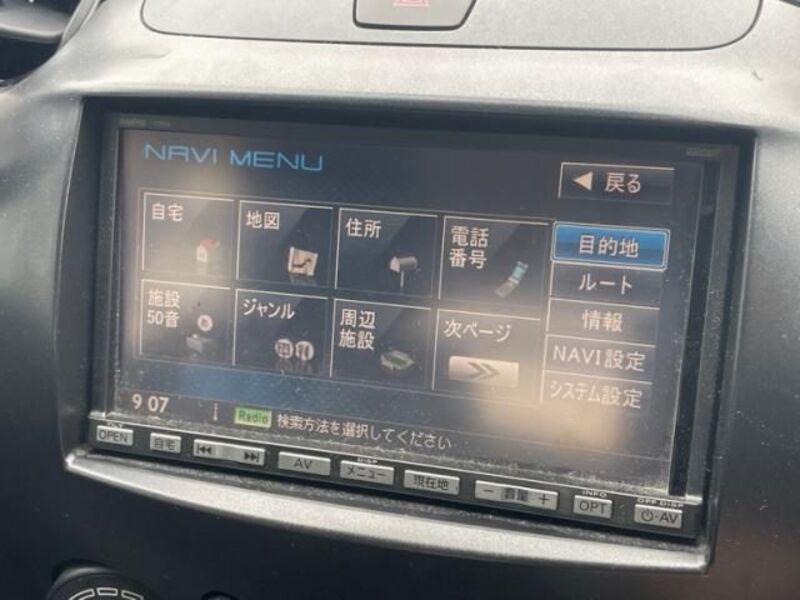 NAVI MENU
戻る
自宅
地図
住所
電話
番号
目的地
ルート
施設
50音
ジャンル
周辺
施設
次ページ
情報
NAVI設定
システム設定
9 07
Radio 検索方法を選択してください
OPEN
自宅
AV
DISP
メニュー
現在地
− 音量 +
INFO
OPT
OFF DISP
AV